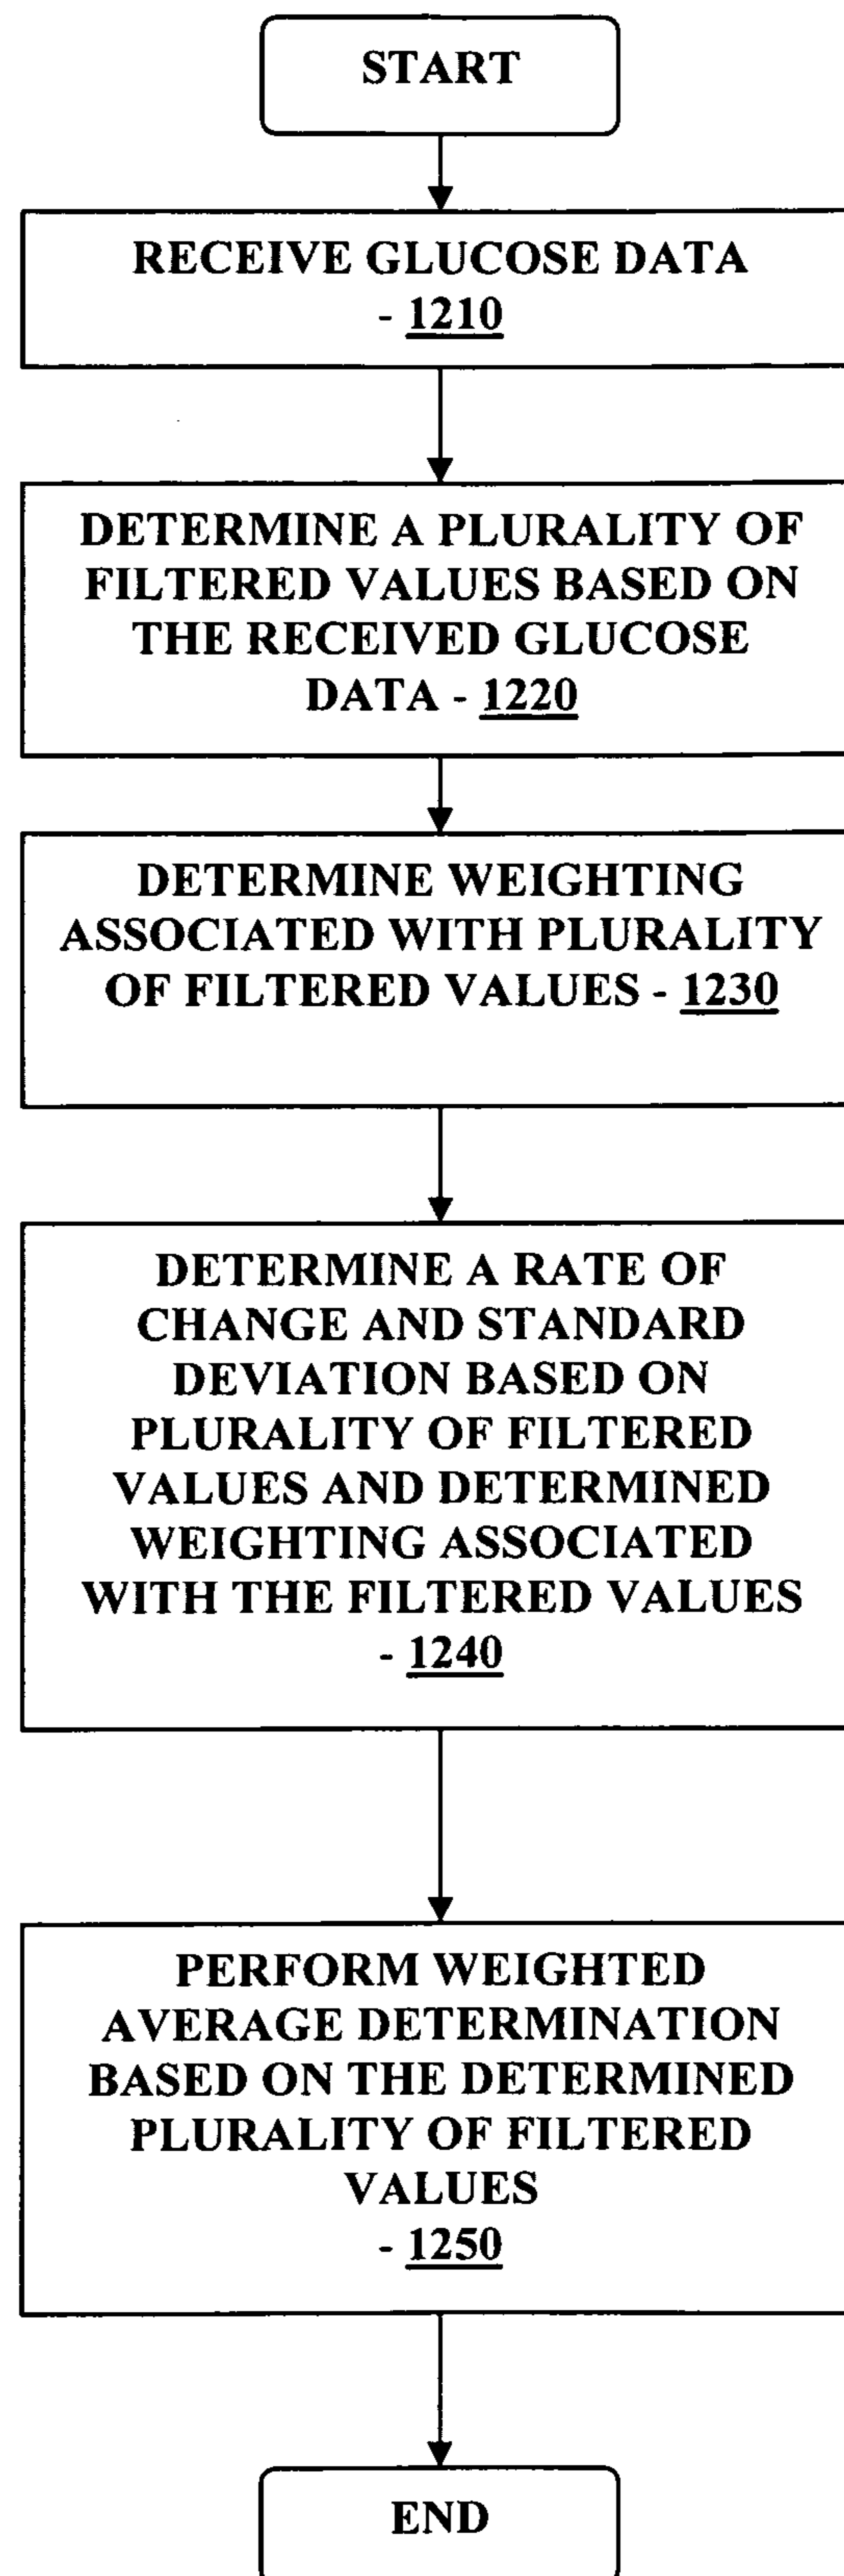 START
RECEIVE GLUCOSE DATA
- 1210
DETERMINE A PLURALITY OF
FILTERED VALUES BASED ON
THE RECEIVED GLUCOSE
DATA - 1220
DETERMINE WEIGHTING
ASSOCIATED WITH PLURALITY
OF FILTERED VALUES - 1230
DETERMINE A RATE OF
CHANGE AND STANDARD
DEVIATION BASED ON
PLURALITY OF FILTERED
VALUES AND DETERMINED
WEIGHTING ASSOCIATED
WITH THE FILTERED VALUES
- 1240
PERFORM WEIGHTED
AVERAGE DETERMINATION
BASED ON THE DETERMINED
PLURALITY OF FILTERED
VALUES
- 1250
END